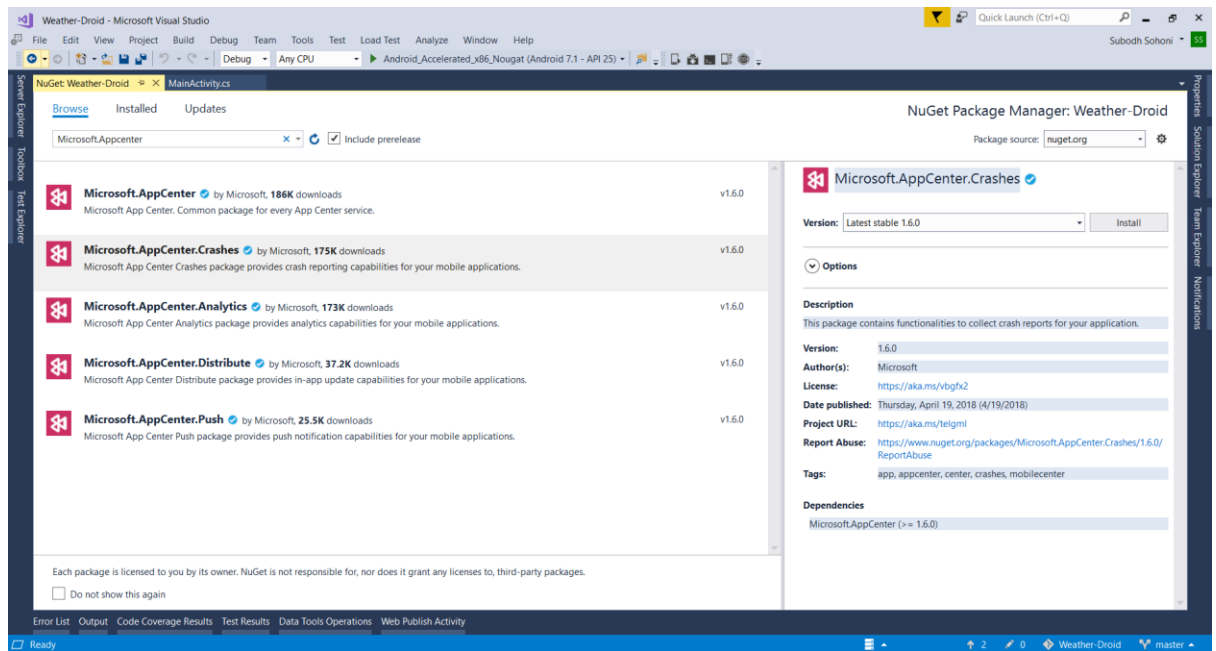 Weather-Droid - Microsoft Visual Studio
Quick Launch (Ctrl+Q)
File Edit View Project Build Debug Team Tools Test Load Test Analyze Window Help
Subodh Sohoni SS
Debug Any CPU Android_Accelerated_x86_Nougat (Android 7.1 - API 25)
Server Explorer
Toolbox
Test Explorer
NuGet: Weather-Droid MainActivity.cs
Browse Installed Updates
NuGet Package Manager: Weather-Droid
Microsoft.Appcenter
Include prerelease
Package source: nuget.org
Microsoft.AppCenter by Microsoft, 186K downloads v1.6.0
Microsoft App Center. Common package for every App Center service.
Microsoft.AppCenter.Crashes by Microsoft, 175K downloads v1.6.0
Microsoft App Center Crashes package provides crash reporting capabilities for your mobile applications.
Microsoft.AppCenter.Analytics by Microsoft, 173K downloads v1.6.0
Microsoft App Center Analytics package provides analytics capabilities for your mobile applications.
Microsoft.AppCenter.Distribute by Microsoft, 37.2K downloads v1.6.0
Microsoft App Center Distribute package provides in-app update capabilities for your mobile applications.
Microsoft.AppCenter.Push by Microsoft, 25.5K downloads v1.6.0
Microsoft App Center Push package provides push notification capabilities for your mobile applications.
Each package is licensed to you by its owner. NuGet is not responsible for, nor does it grant any licenses to, third-party packages.
Do not show this again
Microsoft.AppCenter.Crashes
Version: Latest stable 1.6.0 Install
Options
Description
This package contains functionalities to collect crash reports for your application.
Version: 1.6.0
Author(s): Microsoft
License: https://aka.ms/vbgfx2
Date published: Thursday, April 19, 2018 (4/19/2018)
Project URL: https://aka.ms/telgml
Report Abuse: https://www.nuget.org/packages/Microsoft.AppCenter.Crashes/1.6.0/
ReportAbuse
Tags: app, appcenter, center, crashes, mobilecenter
Dependencies
Microsoft.AppCenter (>= 1.6.0)
Properties
Solution Explorer
Team Explorer
Notifications
Error List Output Code Coverage Results Test Results Data Tools Operations Web Publish Activity
Ready 2 0 Weather-Droid master